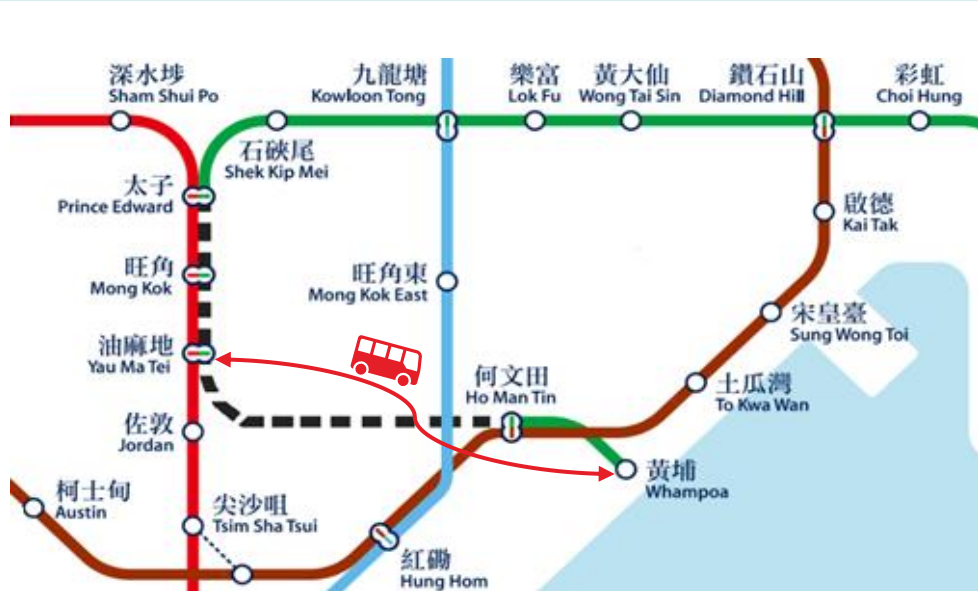 深水埗
Sham Shui Po
九龍塘
Kowloon Tong
樂富
Lok Fu
黃大仙
Wong Tai Sin
鑽石山
Diamond Hill
彩虹
Choi Hung
石硤尾
Shek Kip Mei
太子
Prince Edward
啟德
Kai Tak
旺角
Mong Kok
旺角東
Mong Kok East
宋皇臺
Sung Wong Toi
油麻地
Yau Ma Tei
何文田
Ho Man Tin
土瓜灣
To Kwa Wan
佐敦
Jordan
黃埔
Whampoa
柯士甸
Austin
尖沙咀
Tsim Sha Tsui
紅磡
Hung Hom